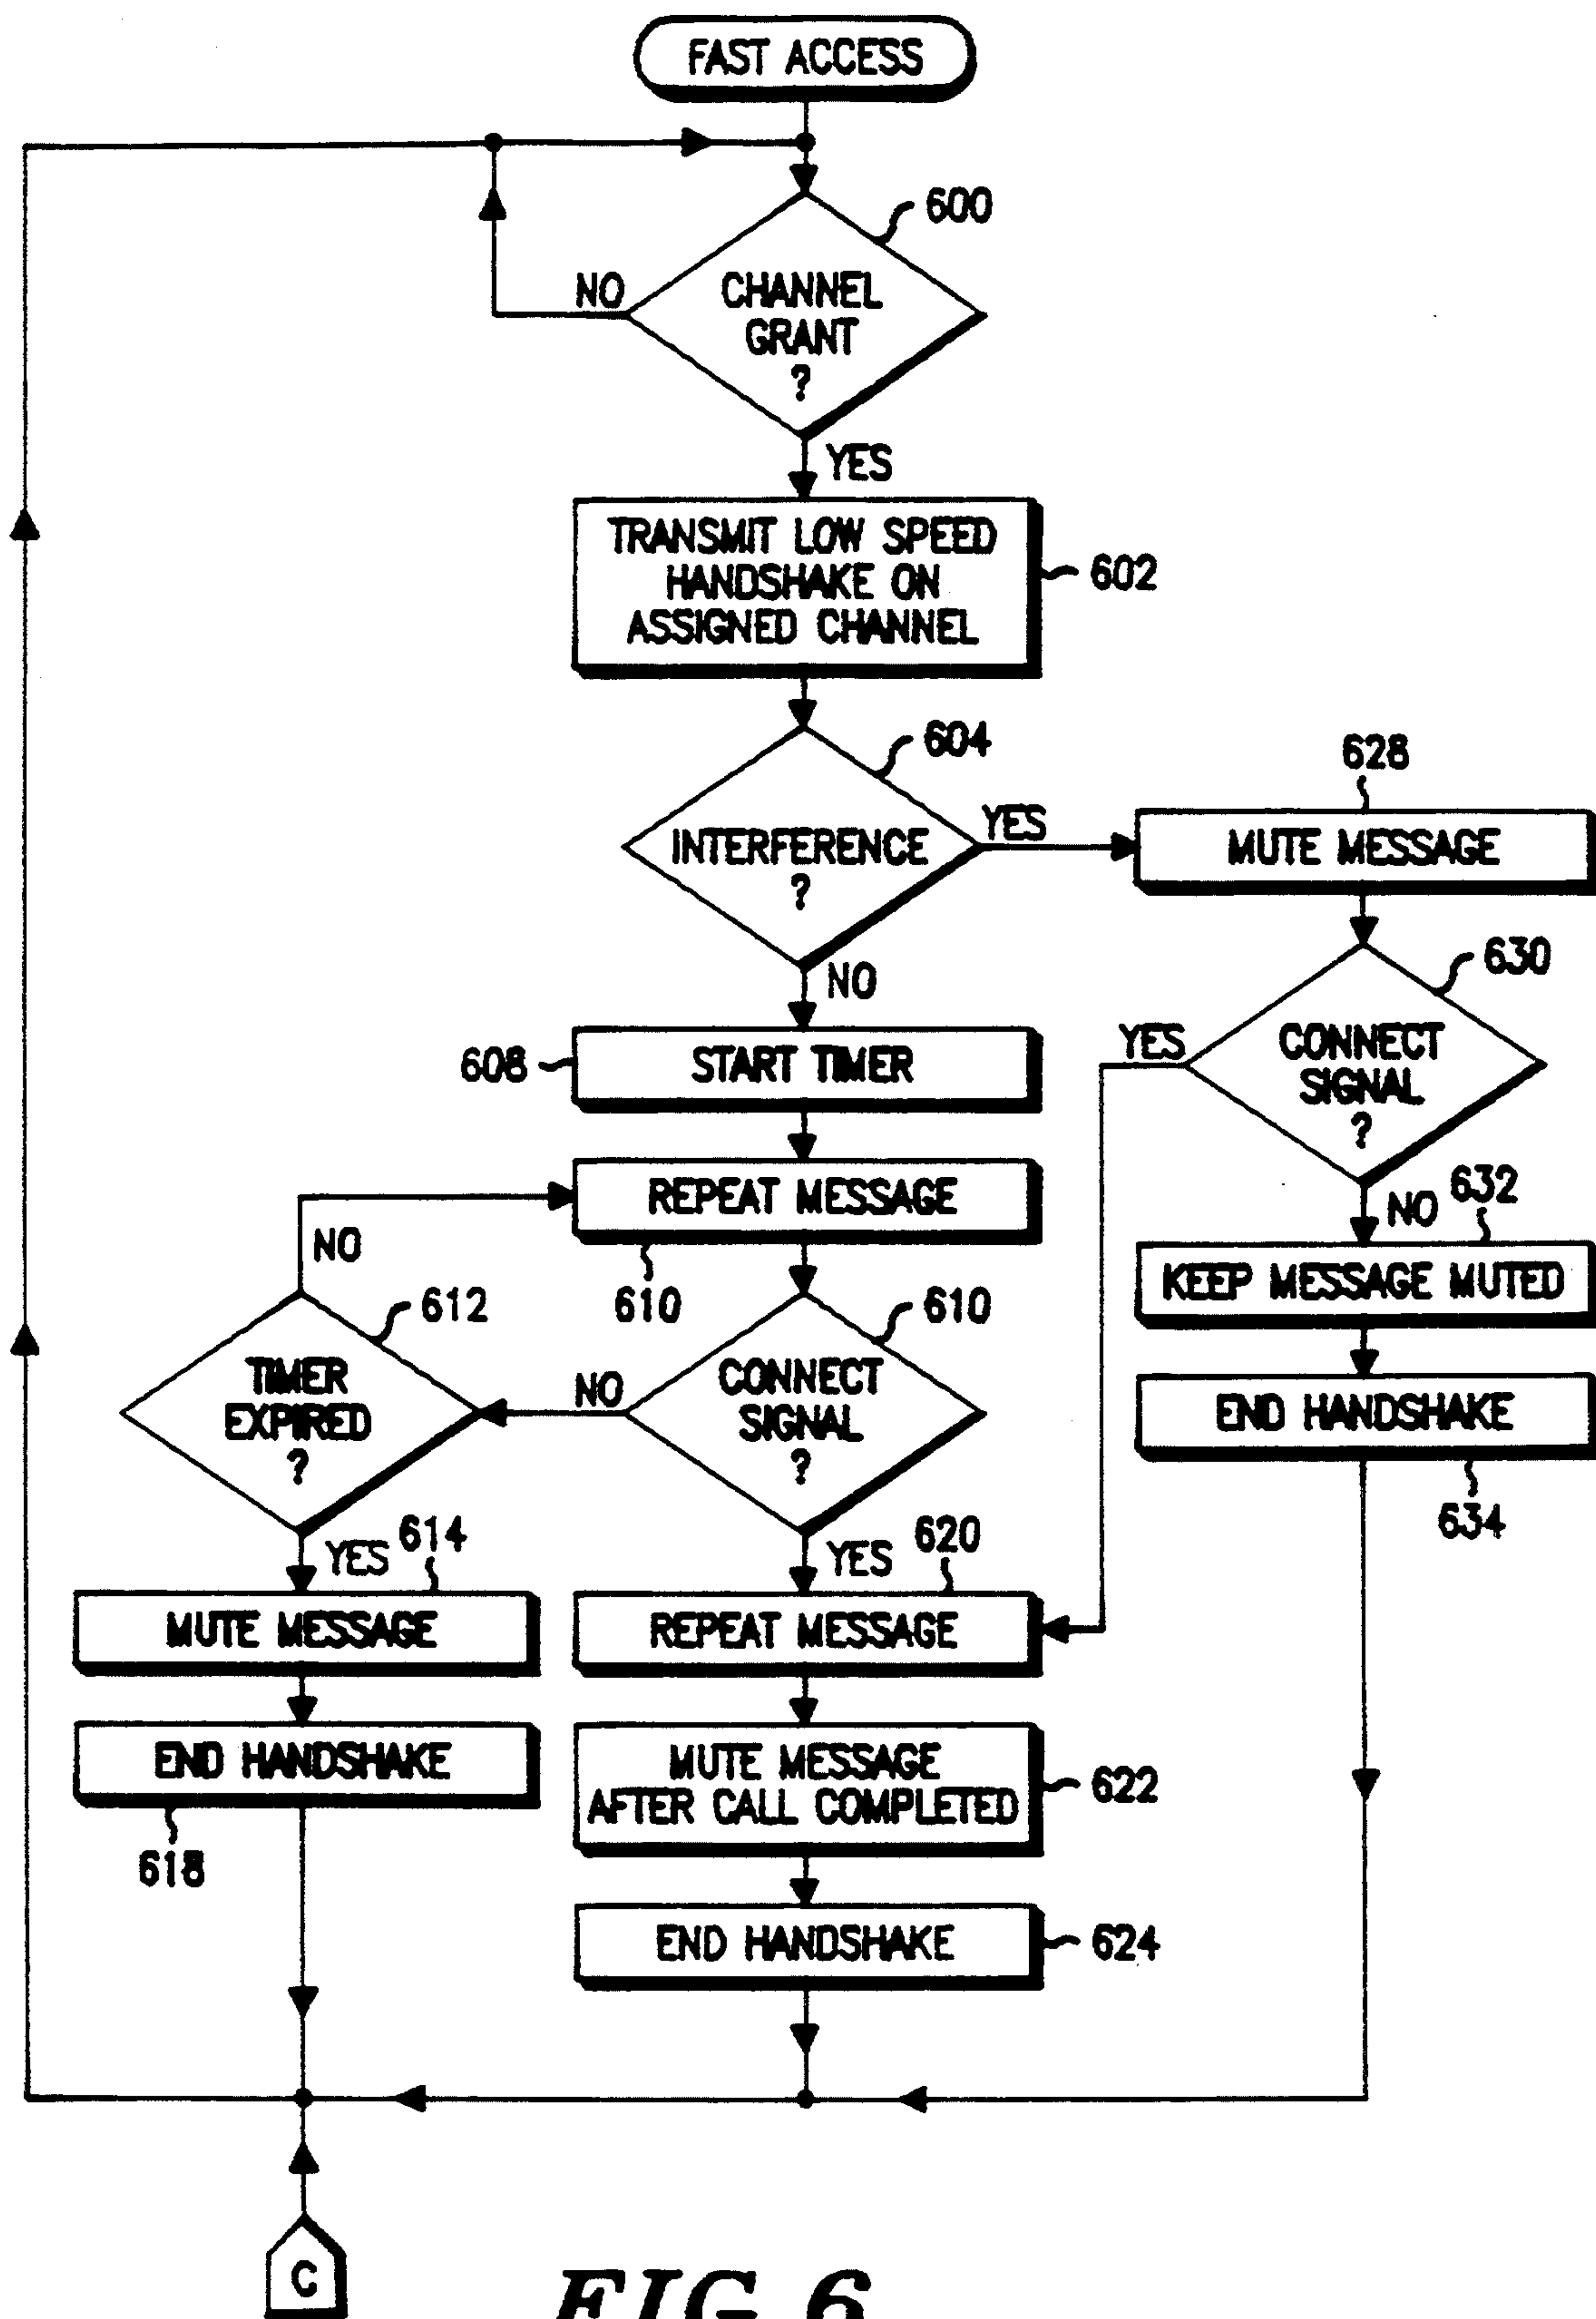 FAST ACCESS
600
CHANNEL
GRANT
?
NO
YES
TRANSMIT LOW SPEED
HANDSHAKE ON
ASSIGNED CHANNEL
602
604
INTERFERENCE
?
YES
NO
628
MUTE MESSAGE
630
CONNECT
SIGNAL
?
YES
NO
632
KEEP MESSAGE MUTED
END HANDSHAKE
634
608
START TIMER
REPEAT MESSAGE
610
610
CONNECT
SIGNAL
?
NO
YES
612
TIMER
EXPIRED
?
NO
YES
614
MUTE MESSAGE
END HANDSHAKE
618
620
REPEAT MESSAGE
MUTE MESSAGE
AFTER CALL COMPLETED
622
END HANDSHAKE
624
C
FIG. 6